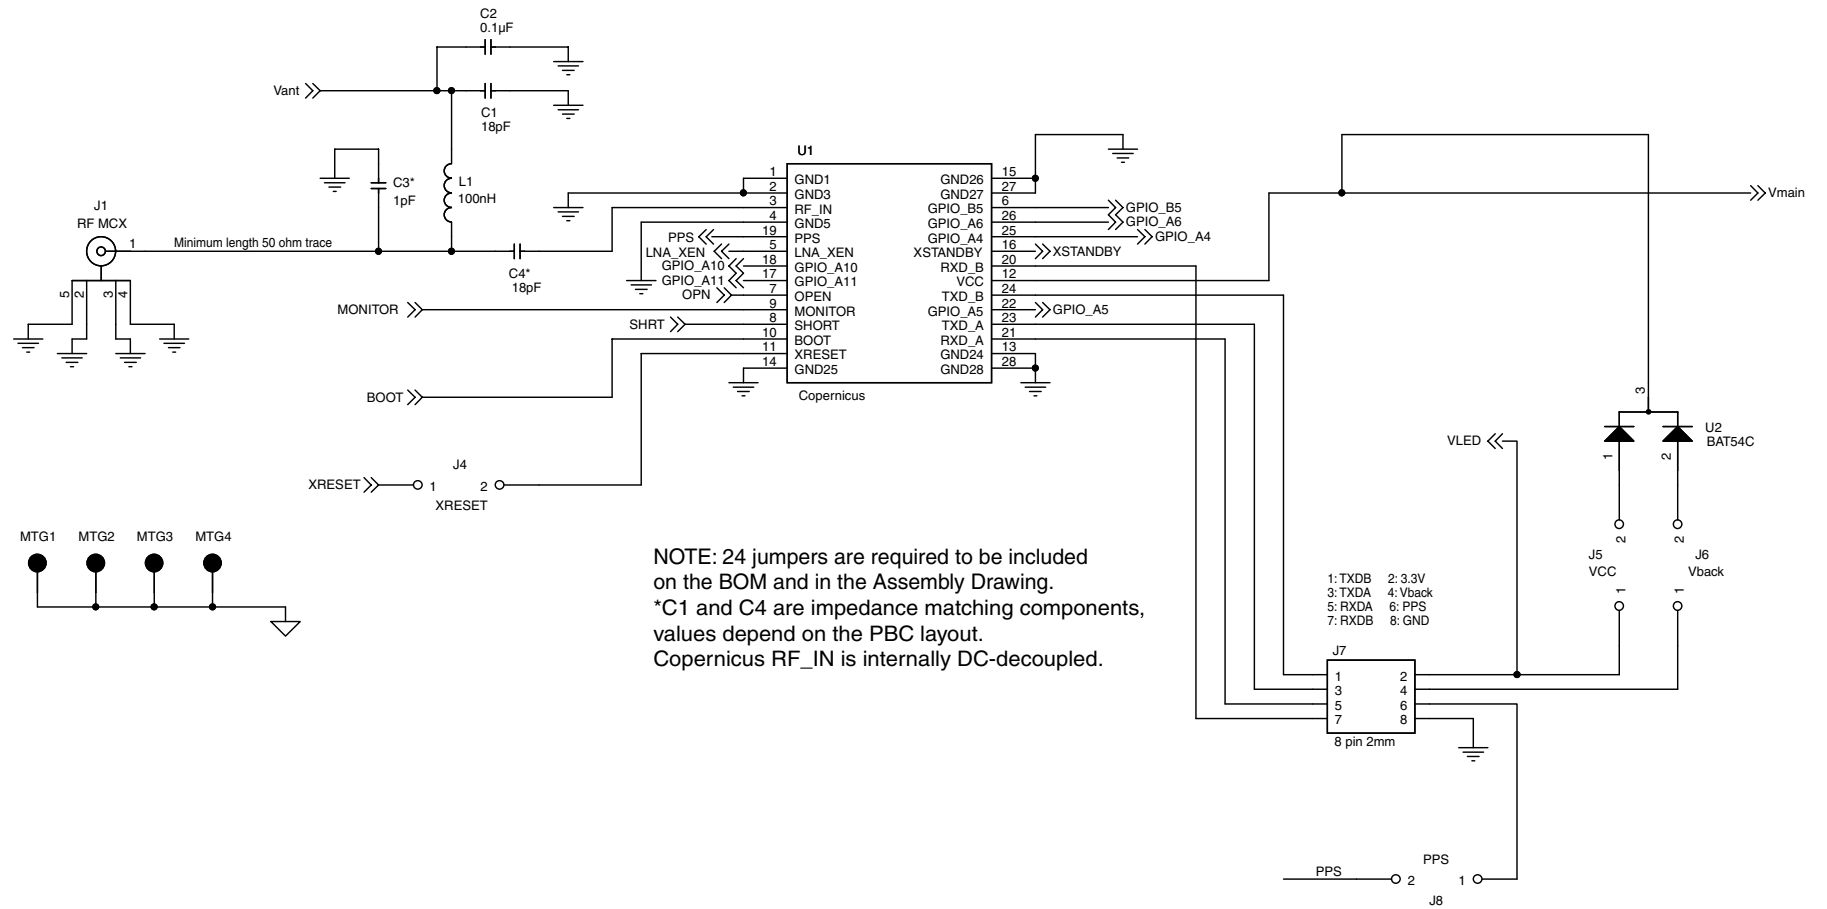 C2
0.1µF
Vant
C1
18pF
C3*
1pF
L1
100nH
J1
RF MCX
1
Minimum length 50 ohm trace
C4*
18pF
5 2 3 4
U1
1 GND1
2 GND3
3 RF_IN
4 GND5
PPS 19 PPS
LNA_XEN 5 LNA_XEN
GPIO_A10 18 GPIO_A10
GPIO_A11 17 GPIO_A11
OPN 7 OPEN
MONITOR 9 MONITOR
SHRT 8 SHORT
10 BOOT
11 XRESET
14 GND25
GND26 15
GND27 27
GPIO_B5 6 GPIO_B5
GPIO_A6 26 GPIO_A6
GPIO_A4 25 GPIO_A4
XSTANDBY 16 XSTANDBY
RXD_B 20
VCC 12
TXD_B 24
GPIO_A5 22 GPIO_A5
TXD_A 23
RXD_A 21
GND24 13
GND28 28
Copernicus
Vmain
BOOT
J4
XRESET 1 2
XRESET
3
U2
BAT54C
1 2
VLED
2 2
J5
VCC
J6
Vback
1 1
MTG1 MTG2 MTG3 MTG4
NOTE: 24 jumpers are required to be included
on the BOM and in the Assembly Drawing.
*C1 and C4 are impedance matching components,
values depend on the PBC layout.
Copernicus RF_IN is internally DC-decoupled.
1: TXDB 2: 3.3V
3: TXDA 4: Vback
5: RXDA 6: PPS
7: RXDB 8: GND
J7
1 2
3 4
5 6
7 8
8 pin 2mm
PPS
PPS 2 1
J8